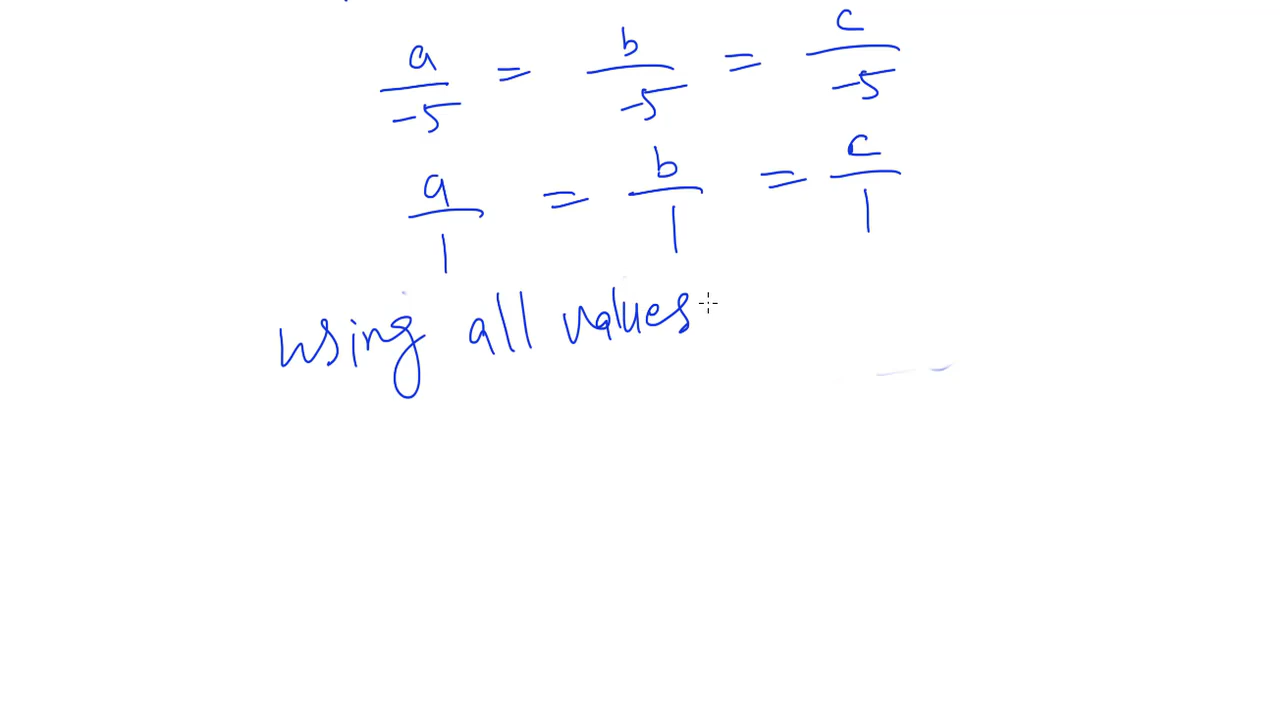 a/-5 = b/-5 = c/-5
a/1 = b/1 = c/1
using all values